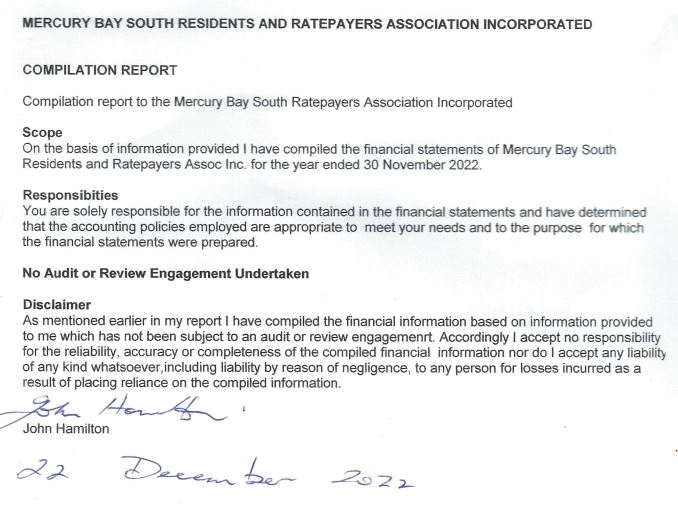 MERCURY BAY SOUTH RESIDENTS AND RATEPAYERS ASSOCIATION INCORPORATED
COMPILATION REPORT
Compilation report to the Mercury Bay South Ratepayers Association Incorporated
Scope
On the basis of information provided I have compiled the financial statements of Mercury Bay South
Residents and Ratepayers Assoc Inc. for the year ended 30 November 2022.
Responsibities
You are solely responsible for the information contained in the financial statements and have determined
that the accounting policies employed are appropriate to meet your needs and to the purpose for which
the financial statements were prepared.
No Audit or Review Engagement Undertaken
Disclaimer
As mentioned earlier in my report I have compiled the financial information based on information provided
to me which has not been subject to an audit or review engagemenrt. Accordingly I accept no responsibility
for the reliability, accuracy or completeness of the compiled financial information nor do I accept any liability
of any kind whatsoever,including liability by reason of negligence, to any person for losses incurred as a
result of placing reliance on the compiled information.
John Hamilton
John Hamilton
22 December 2022